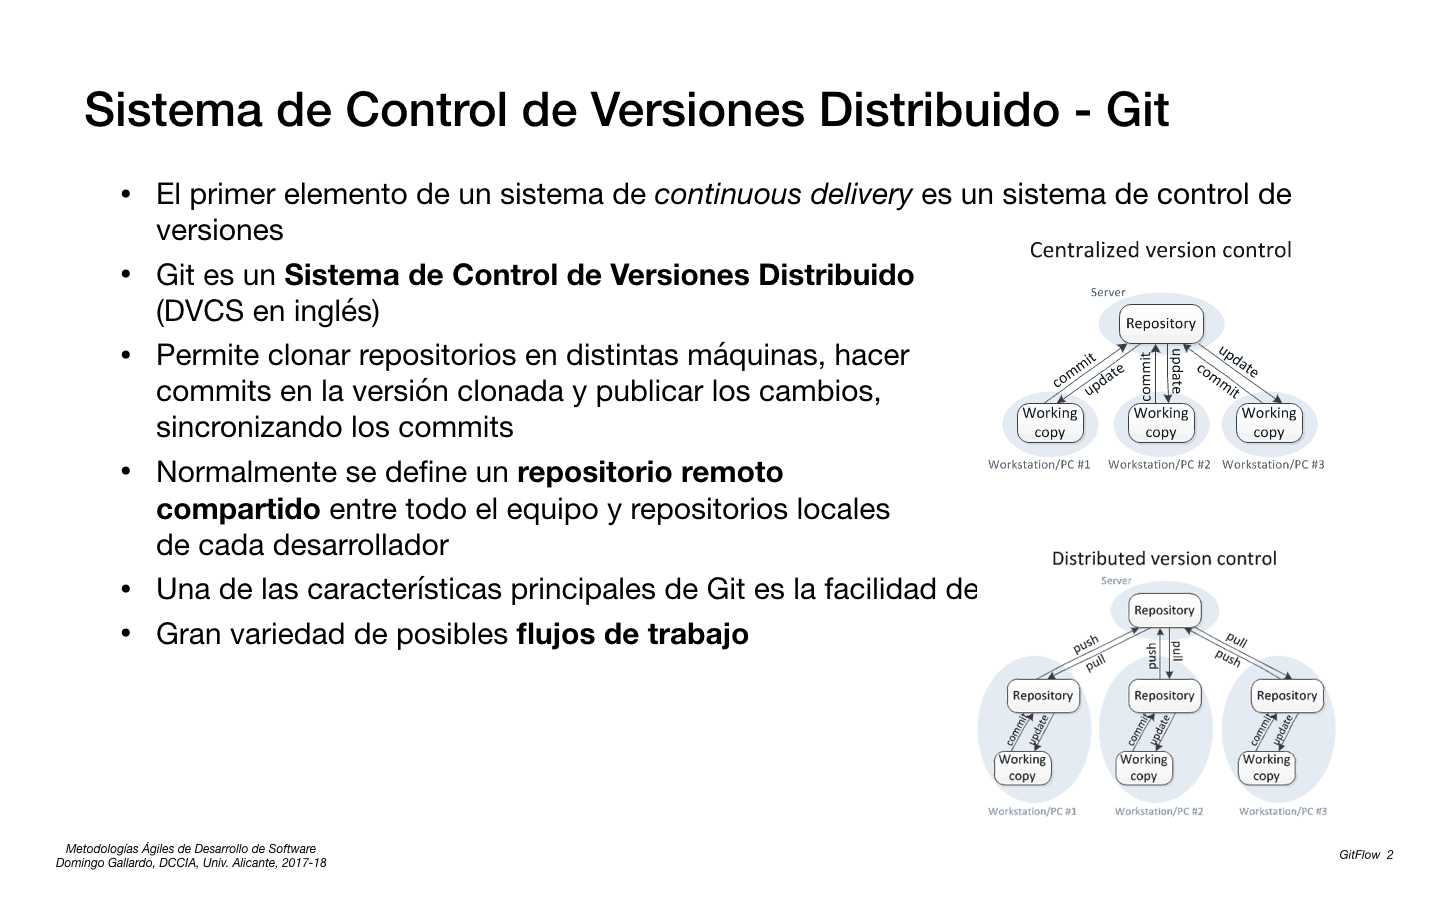 Sistema de Control de Versiones Distribuido - Git
• El primer elemento de un sistema de continuous delivery es un sistema de control de
versiones
• Git es un Sistema de Control de Versiones Distribuido
(DVCS en inglés)
• Permite clonar repositorios en distintas máquinas, hacer
commits en la versión clonada y publicar los cambios,
sincronizando los commits
• Normalmente se define un repositorio remoto
compartido entre todo el equipo y repositorios locales
de cada desarrollador
• Una de las características principales de Git es la facilidad de
• Gran variedad de posibles flujos de trabajo
Centralized version control
Server
Repository
commit
update
commit
update
update
commit
Working
copy
Working
copy
Working
copy
Workstation/PC #1
Workstation/PC #2
Workstation/PC #3
Distributed version control
Server
Repository
push
pull
push
pull
pull
push
Repository
Repository
Repository
commit
update
commit
update
commit
update
Working
copy
Working
copy
Working
copy
Workstation/PC #1
Workstation/PC #2
Workstation/PC #3
Metodologías Ágiles de Desarrollo de Software
Domingo Gallardo, DCCIA, Univ. Alicante, 2017-18
GitFlow 2